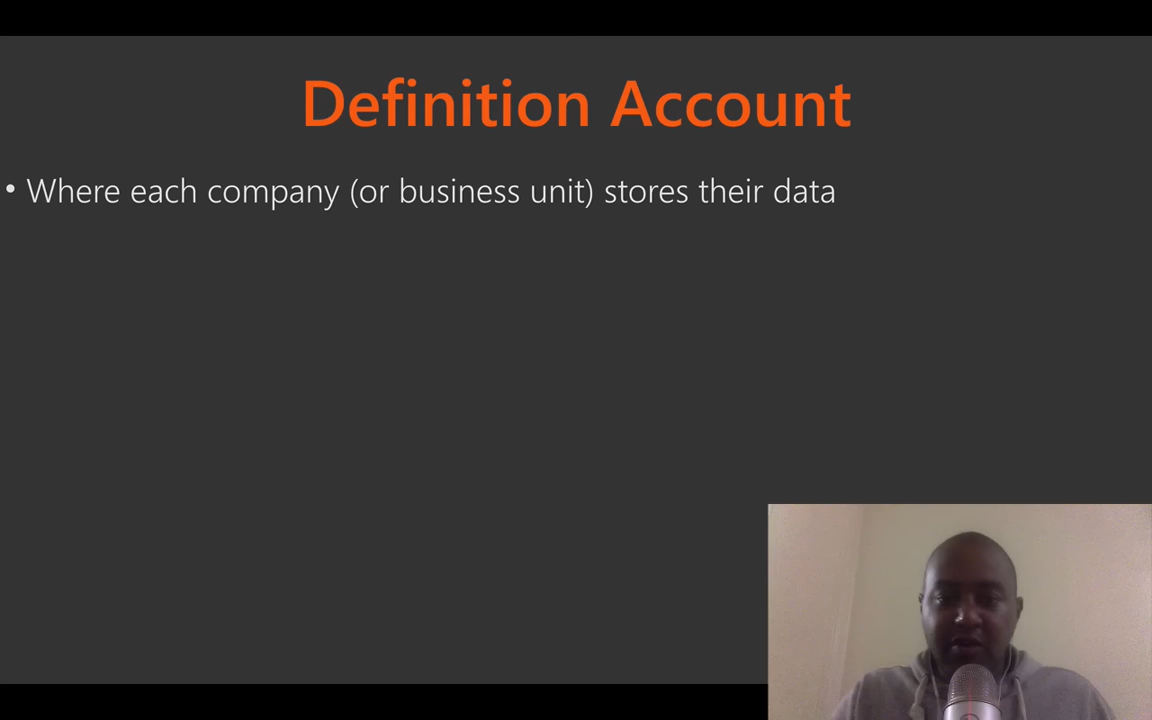 Definition Account
• Where each company (or business unit) stores their data